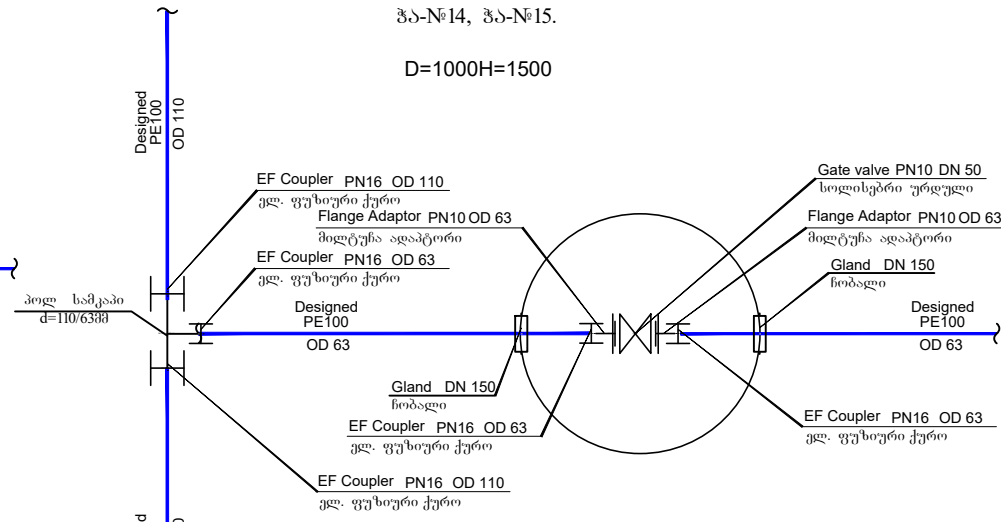 ჭა-№14, ჭა-№15.
D=1000H=1500
Designed
PE100
OD 110
EF Coupler PN16 OD 110
ელ. ფუზიური ქურო
Flange Adaptor PN10 OD 63
მილტუჩა ადაპტორი
EF Coupler PN16 OD 63
ელ. ფუზიური ქურო
Gate valve PN10 DN 50
სოლისებრი ურდული
Flange Adaptor PN10 OD 63
მილტუჩა ადაპტორი
Gland DN 150
ჩობალი
პოლ სამკაპი
d=110/63მმ
Designed
PE100
OD 63
Designed
PE100
OD 63
Gland DN 150
ჩობალი
EF Coupler PN16 OD 63
ელ. ფუზიური ქურო
EF Coupler PN16 OD 63
ელ. ფუზიური ქურო
EF Coupler PN16 OD 110
ელ. ფუზიური ქურო